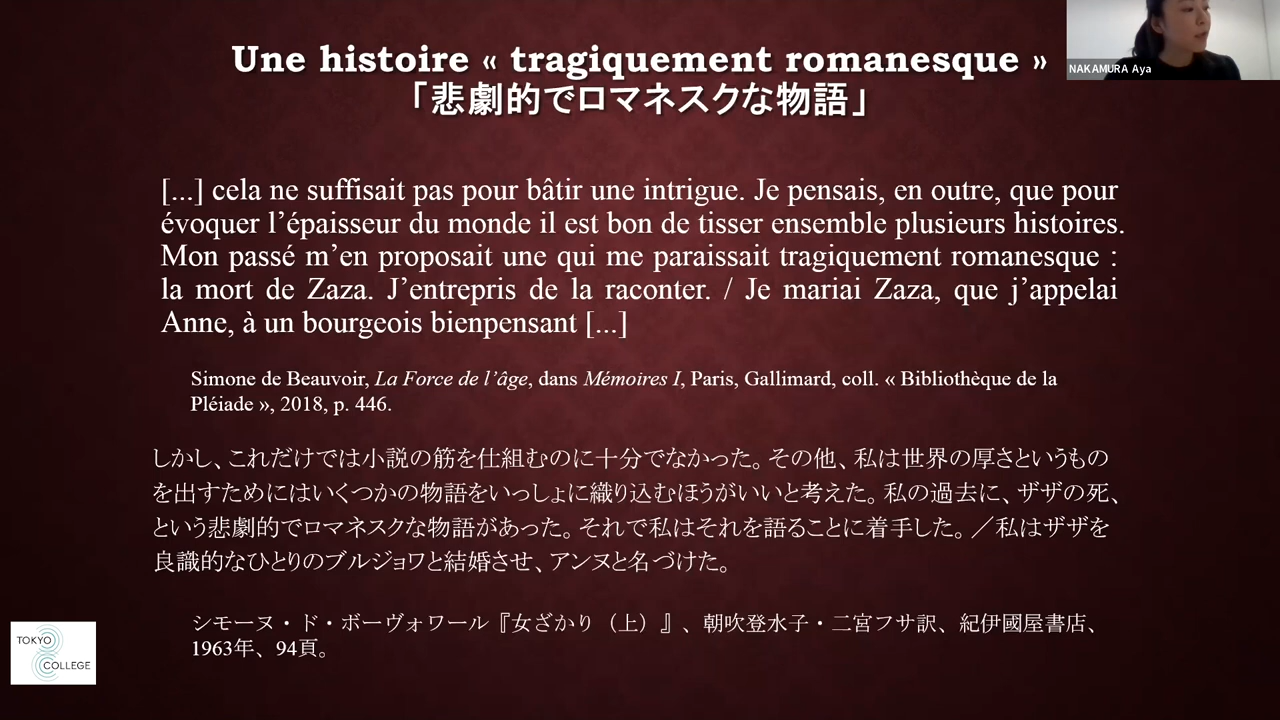 Une histoire « tragiquement romanesque »
「悲劇的でロマネスクな物語」
NAKAMURA Aya
[...] cela ne suffisait pas pour bâtir une intrigue. Je pensais, en outre, que pour
évoquer l’épaisseur du monde il est bon de tisser ensemble plusieurs histoires.
Mon passé m’en proposait une qui me paraissait tragiquement romanesque :
la mort de Zaza. J’entrepris de la raconter. / Je mariai Zaza, que j’appelai
Anne, à un bourgeois bienpensant [...]
Simone de Beauvoir, La Force de l’âge, dans Mémoires I, Paris, Gallimard, coll. « Bibliothèque de la
Pléiade », 2018, p. 446.
しかし、これだけでは小説の筋を仕組むのに十分でなかった。その他、私は世界の厚さというもの
を出すためにはいくつかの物語をいっしょに織り込むほうがいいと考えた。私の過去に、ザザの死、
という悲劇的でロマネスクな物語があった。それで私はそれを語ることに着手した。／私はザザを
良識的なひとりのブルジョワと結婚させ、アンヌと名づけた。
シモーヌ・ド・ボーヴォワール『女ざかり（上）』、朝吹登水子・二宮フサ訳、紀伊國屋書店、
1963年、94頁。
TOKYO
COLLEGE